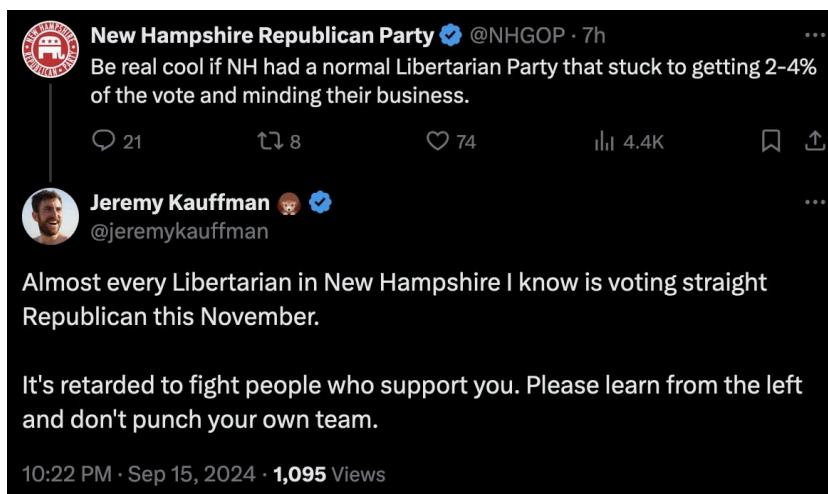 New Hampshire Republican Party @NHGOP · 7h
Be real cool if NH had a normal Libertarian Party that stuck to getting 2-4%
of the vote and minding their business.
21 8 74 4.4K
Jeremy Kauffman
@jeremykauffman
Almost every Libertarian in New Hampshire I know is voting straight
Republican this November.
It's retarded to fight people who support you. Please learn from the left
and don't punch your own team.
10:22 PM · Sep 15, 2024 · 1,095 Views